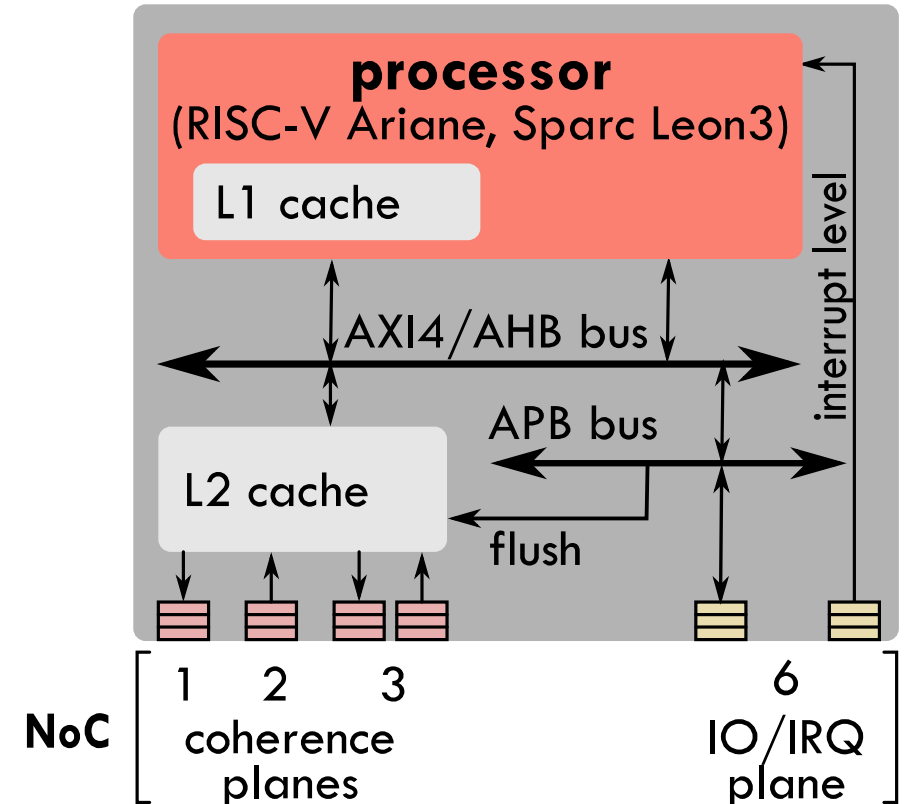 processor
(RISC-V Ariane, Sparc Leon3)
L1 cache
interrupt level
AXI4/AHB bus
APB bus
L2 cache
flush
1 2 3 6
NoC
coherence
planes
IO/IRQ
plane